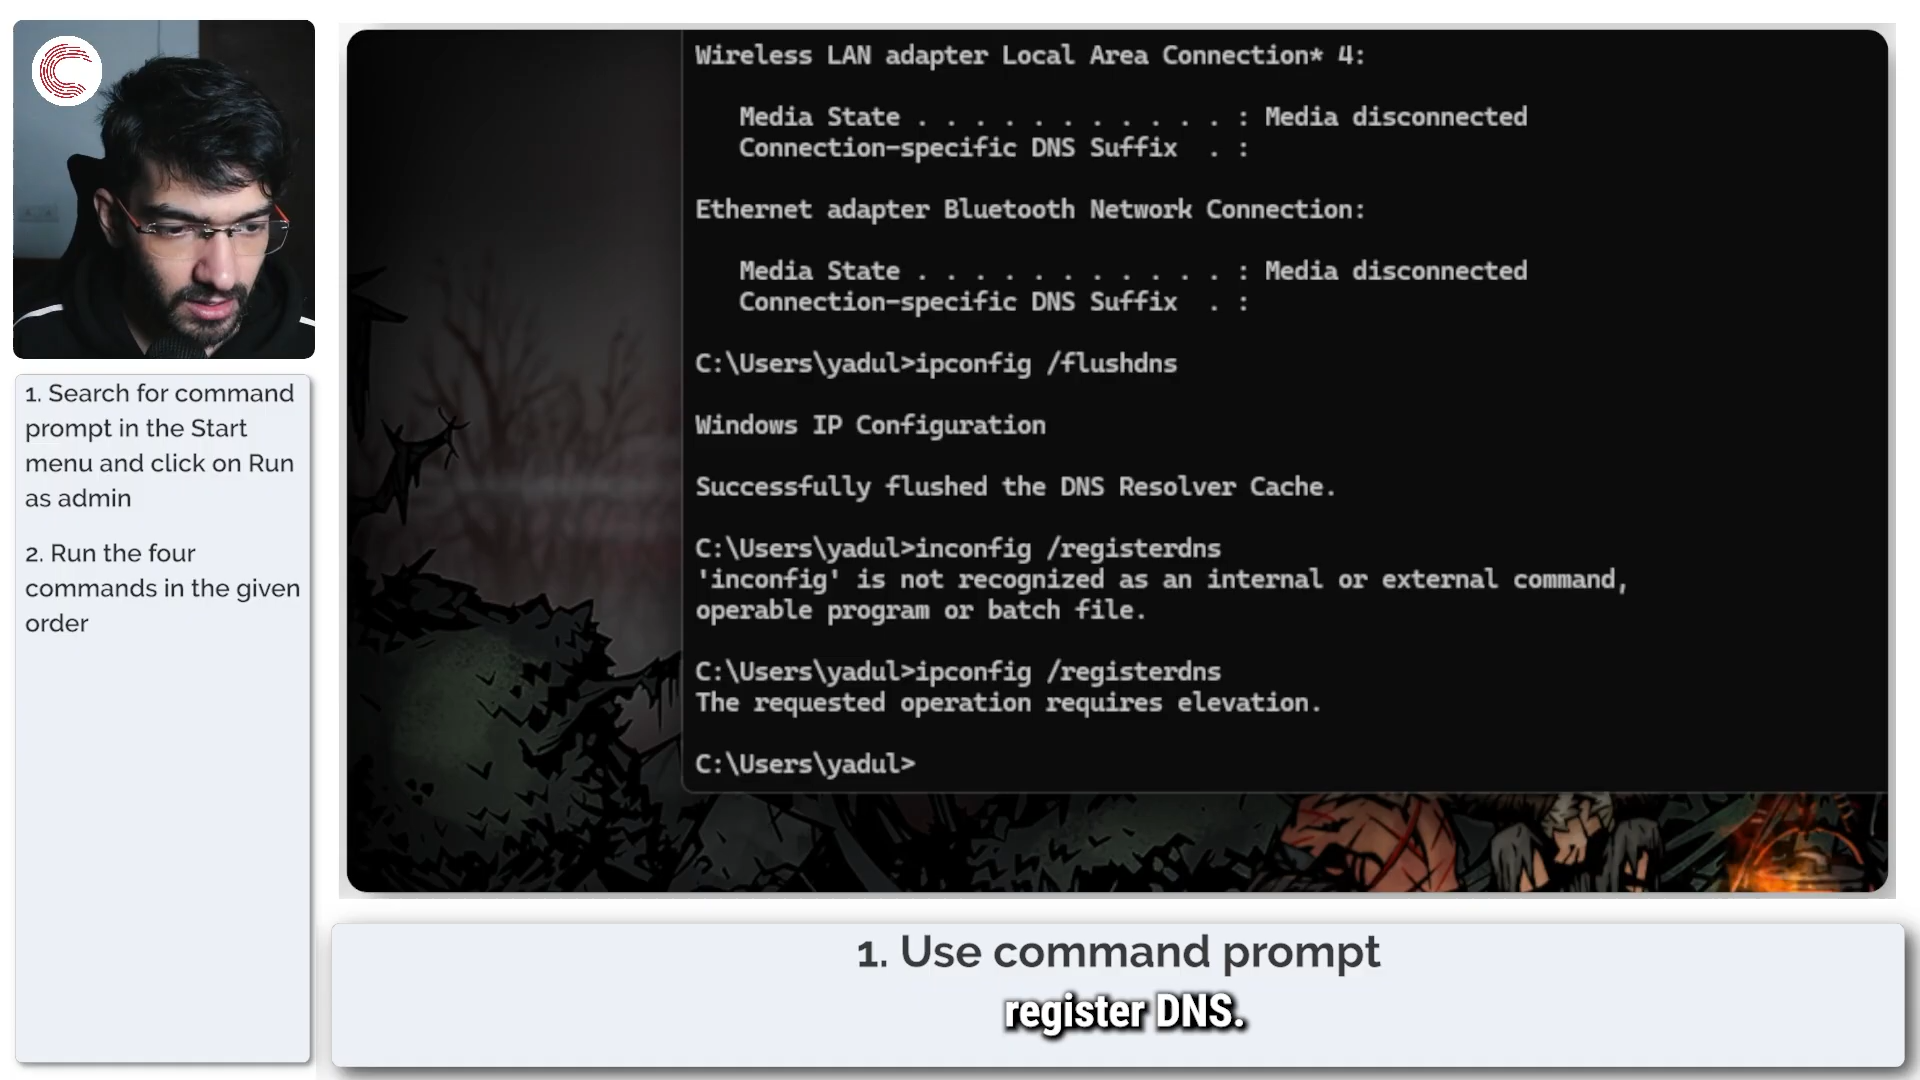 1. Search for command
prompt in the Start
menu and click on Run
as admin
2. Run the four
commands in the given
order
Wireless LAN adapter Local Area Connection* 4:
Media State . . . . . . . . . . . : Media disconnected
Connection-specific DNS Suffix  . :
Ethernet adapter Bluetooth Network Connection:
Media State . . . . . . . . . . . : Media disconnected
Connection-specific DNS Suffix  . :
C:\Users\yadul>ipconfig /flushdns
Windows IP Configuration
Successfully flushed the DNS Resolver Cache.
C:\Users\yadul>inconfig /registerdns
'inconfig' is not recognized as an internal or external command,
operable program or batch file.
C:\Users\yadul>ipconfig /registerdns
The requested operation requires elevation.
C:\Users\yadul>
1. Use command prompt
register DNS.